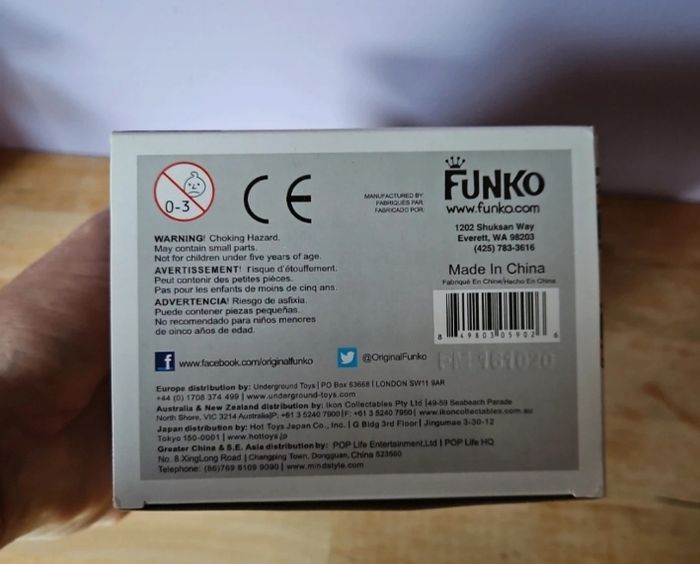 0-3
CE
MANUFACTURED BY
FABRIQUÉS PAR
FABRICADO POR
FUNKO
www.funko.com
1202 Shuksan Way
Everett, WA 98203
(425) 783-3616
Made In China
Fabriqué En Chine/Hecho En China
8 49803 05902 6
WARNING! Choking Hazard.
May contain small parts.
Not for children under five years of age.
AVERTISSEMENT! risque d'étouffement.
Peut contenir des petites pièces.
Pas pour les enfants de moins de cinq ans.
ADVERTENCIA! Riesgo de asfixia.
Puede contener piezas pequeñas.
No recomendado para niños menores
de cinco años de edad.
f www.facebook.com/originalfunko
@OriginalFunko
Europe distribution by: Underground Toys | PO Box 63668 | LONDON SW11 9AR
+44 (0) 1708 374 499 | www.underground-toys.com
Australia & New Zealand distribution by: Ikon Collectables Pty Ltd |49-59 Seabeach Parade
North Shore, VIC 3214 Australia|P: +61 3 5240 7900|F: +61 3 5240 7950| www.ikoncollectables.com.au
Japan distribution by: Hot Toys Japan Co., Inc. | G Bldg 3rd Floor| Jingumae 3-30-12
Tokyo 150-0001 | www.hottoys.jp
Greater China & S.E. Asia distribution by: POP Life Entertainment,Ltd | POP Life HQ
No. 8 XingLong Road | Changping Town, Dongguan, China 523560
Telephone: (86)769 8109 9090 | www.mindstyle.com